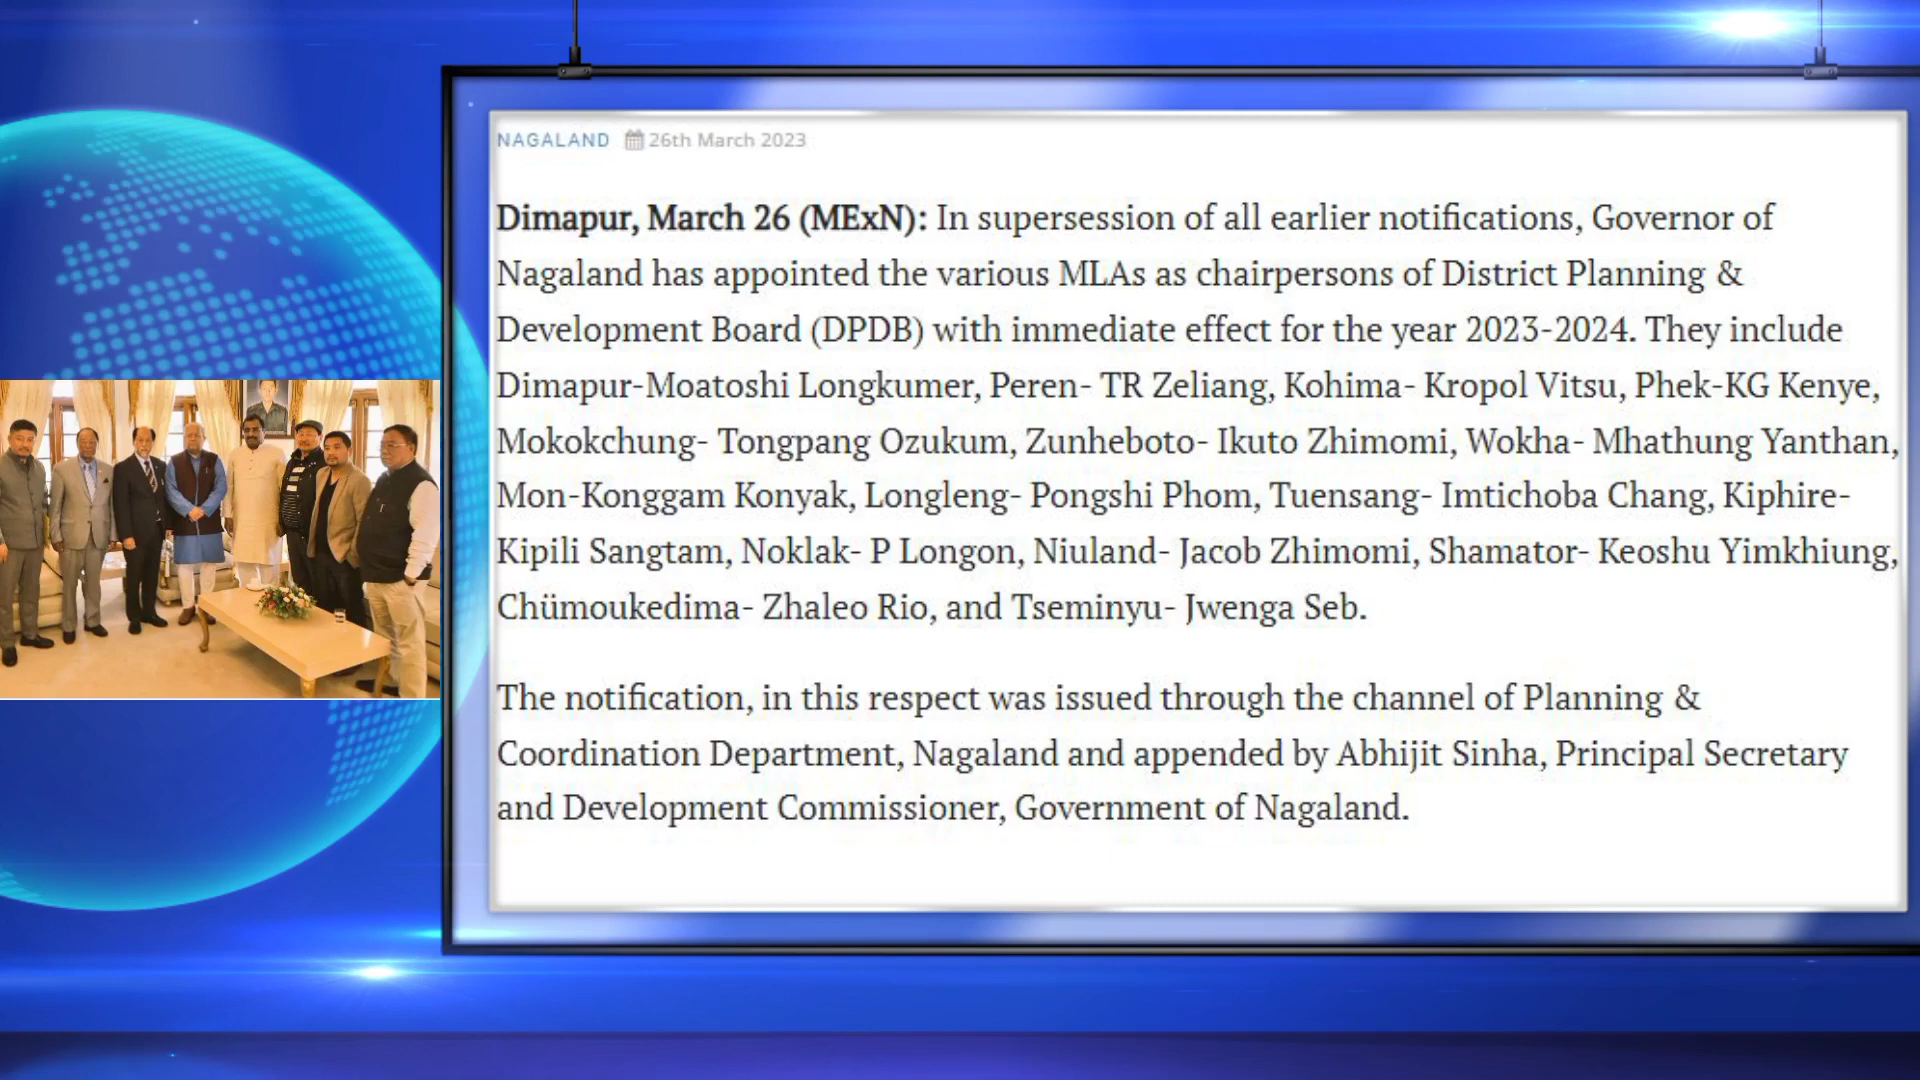 NAGALAND 26th March 2023
Dimapur, March 26 (MExN): In supersession of all earlier notifications, Governor of
Nagaland has appointed the various MLAs as chairpersons of District Planning &
Development Board (DPDB) with immediate effect for the year 2023-2024. They include
Dimapur-Moatoshi Longkumer, Peren- TR Zeliang, Kohima- Kropol Vitsu, Phek-KG Kenye,
Mokokchung- Tongpang Ozukum, Zunheboto- Ikuto Zhimomi, Wokha- Mhathung Yanthan,
Mon-Konggam Konyak, Longleng- Pongshi Phom, Tuensang- Imtichoba Chang, Kiphire-
Kipili Sangtam, Noklak- P Longon, Niuland- Jacob Zhimomi, Shamator- Keoshu Yimkhiung,
Chümoukedima- Zhaleo Rio, and Tseminyu- Jwenga Seb.
The notification, in this respect was issued through the channel of Planning &
Coordination Department, Nagaland and appended by Abhijit Sinha, Principal Secretary
and Development Commissioner, Government of Nagaland.